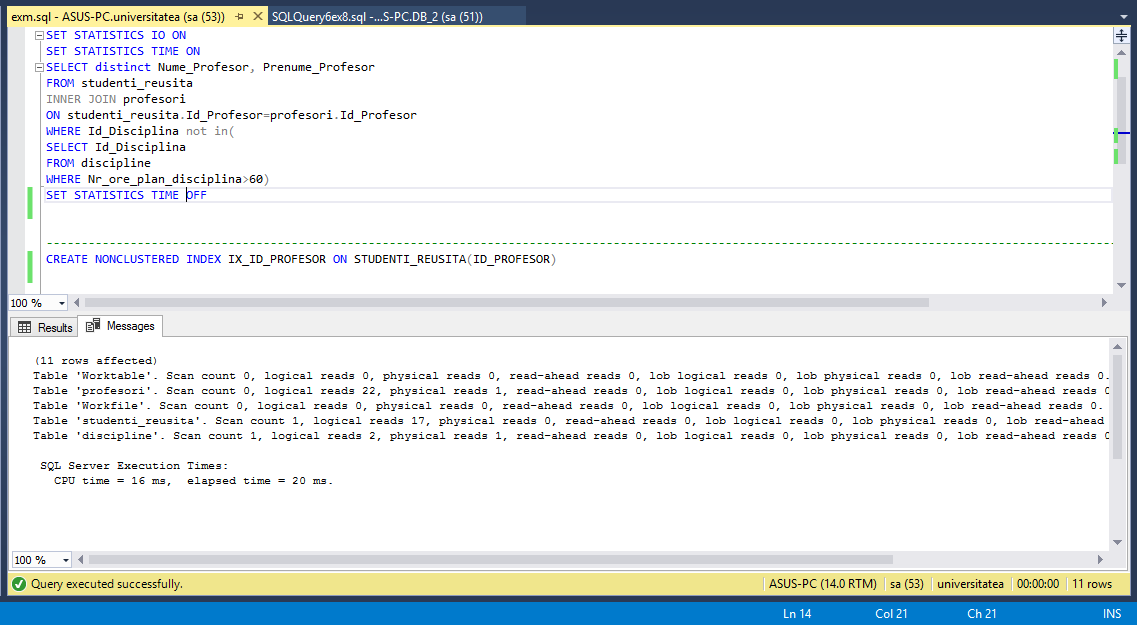 exm.sql - ASUS-PC.universitatea (sa (53))
SQLQuery6ex8.sql -...S-PC.DB_2 (sa (51))
SET STATISTICS IO ON
SET STATISTICS TIME ON
SELECT distinct Nume_Profesor, Prenume_Profesor
FROM studenti_reusita
INNER JOIN profesori
ON studenti_reusita.Id_Profesor=profesori.Id_Profesor
WHERE Id_Disciplina not in(
SELECT Id_Disciplina
FROM discipline
WHERE Nr_ore_plan_disciplina>60)
SET STATISTICS TIME OFF
CREATE NONCLUSTERED INDEX IX_ID_PROFESOR ON STUDENTI_REUSITA(ID_PROFESOR)
100 %
Results Messages
(11 rows affected)
Table 'Worktable'. Scan count 0, logical reads 0, physical reads 0, read-ahead reads 0, lob logical reads 0, lob physical reads 0, lob read-ahead reads 0.
Table 'profesori'. Scan count 0, logical reads 22, physical reads 1, read-ahead reads 0, lob logical reads 0, lob physical reads 0, lob read-ahead reads 0
Table 'Workfile'. Scan count 0, logical reads 0, physical reads 0, read-ahead reads 0, lob logical reads 0, lob physical reads 0, lob read-ahead reads 0.
Table 'studenti_reusita'. Scan count 1, logical reads 17, physical reads 0, read-ahead reads 0, lob logical reads 0, lob physical reads 0, lob read-ahead
Table 'discipline'. Scan count 1, logical reads 2, physical reads 1, read-ahead reads 0, lob logical reads 0, lob physical reads 0, lob read-ahead reads 0
SQL Server Execution Times:
CPU time = 16 ms, elapsed time = 20 ms.
100 %
Query executed successfully.
ASUS-PC (14.0 RTM) sa (53) universitatea 00:00:00 11 rows
Ln 14 Col 21 Ch 21 INS